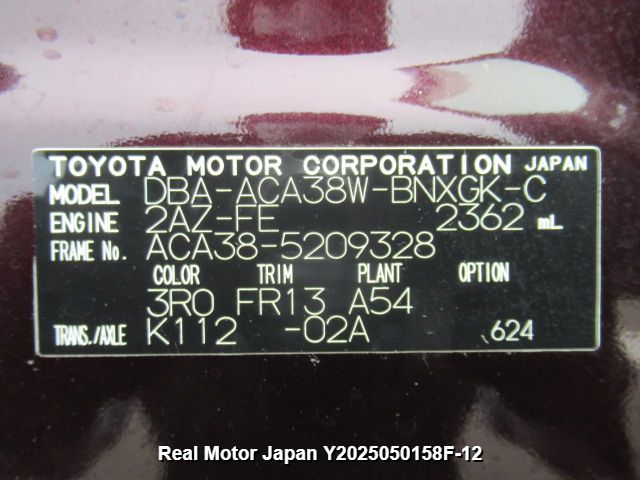 TOYOTA MOTOR CORPORATION JAPAN
MODEL DBA-ACA38W-BNXGK-C
ENGINE 2AZ-FE 2362 mL
FRAME No. ACA38-5209328
COLOR TRIM PLANT OPTION
3R0 FR13 A54
TRANS./AXLE K112 -02A 624
Real Motor Japan Y2025050158F-12